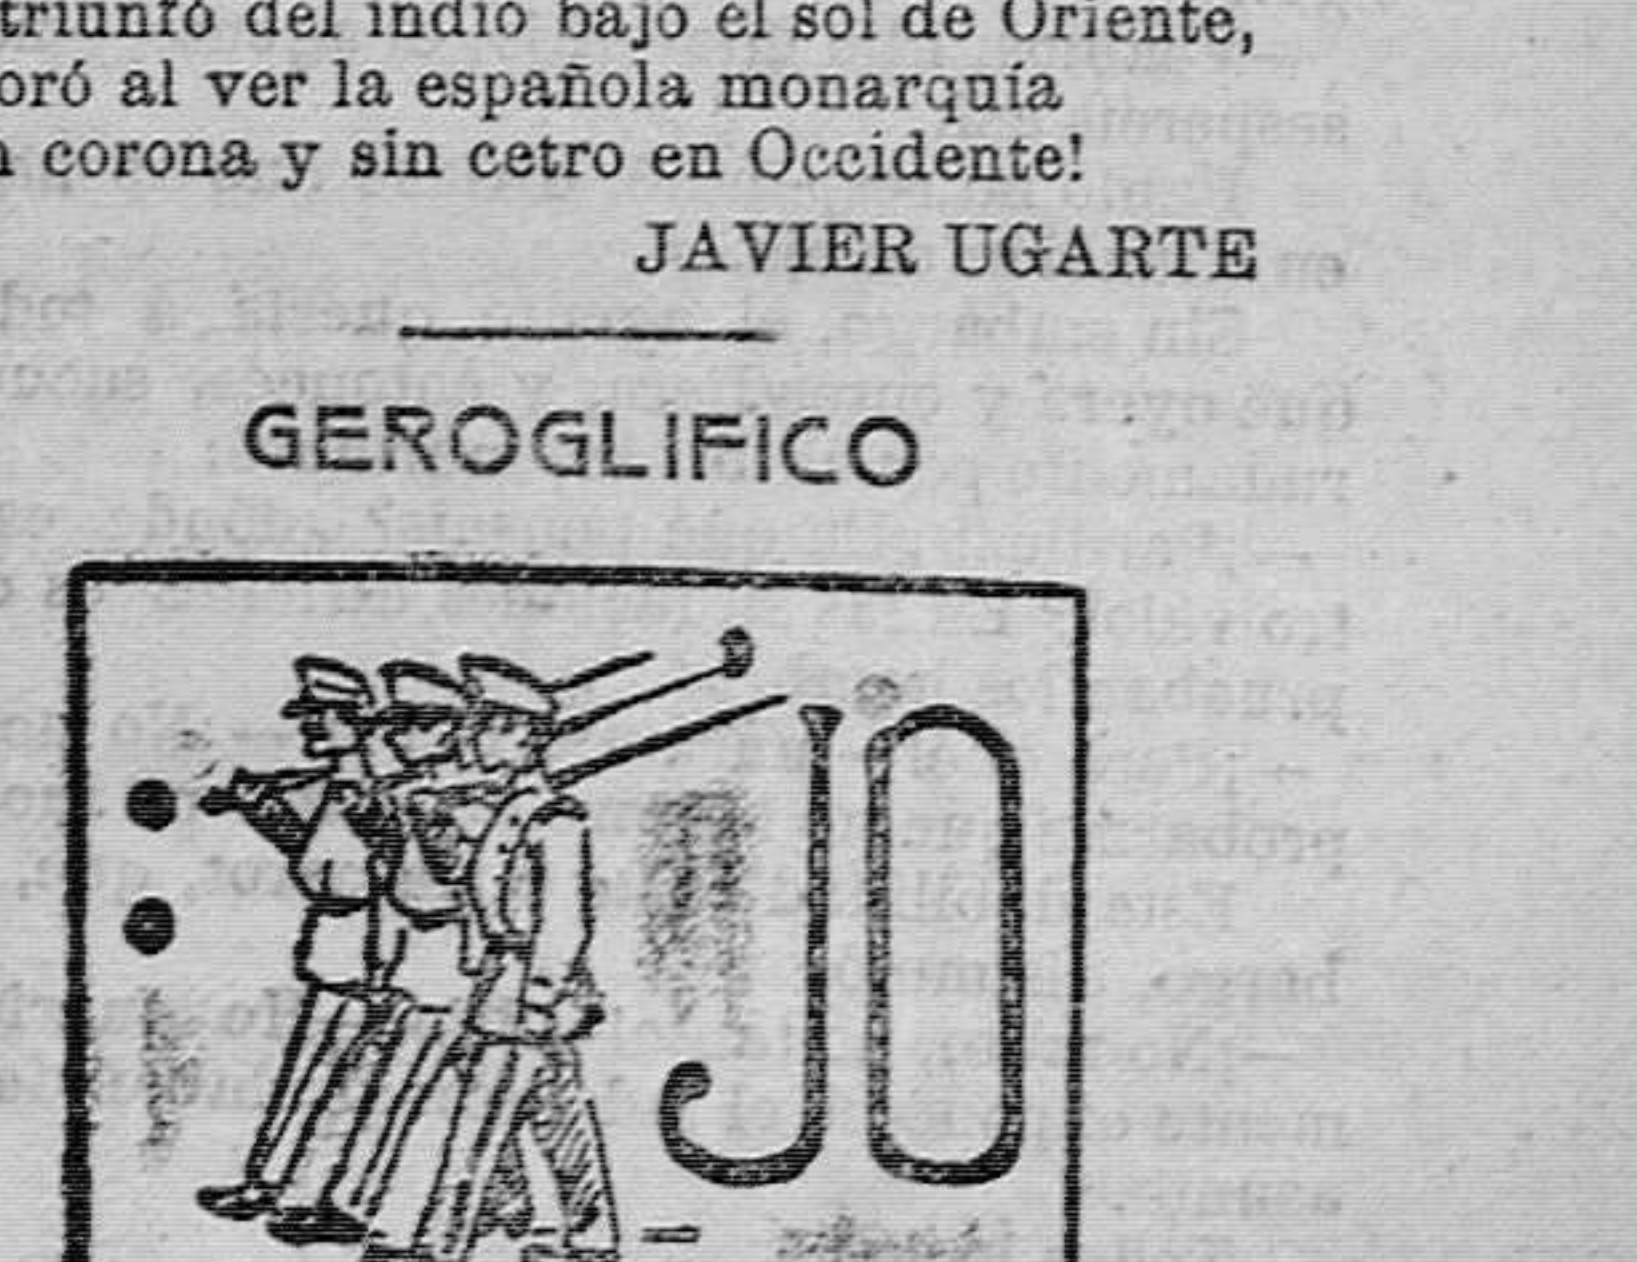 triunfó del indio bajo el sol de Oriente,
oró al ver la española monarquía
corona y sin cetro en Occidente!
JAVIER UGARTE
GEROGLIFICO
JO